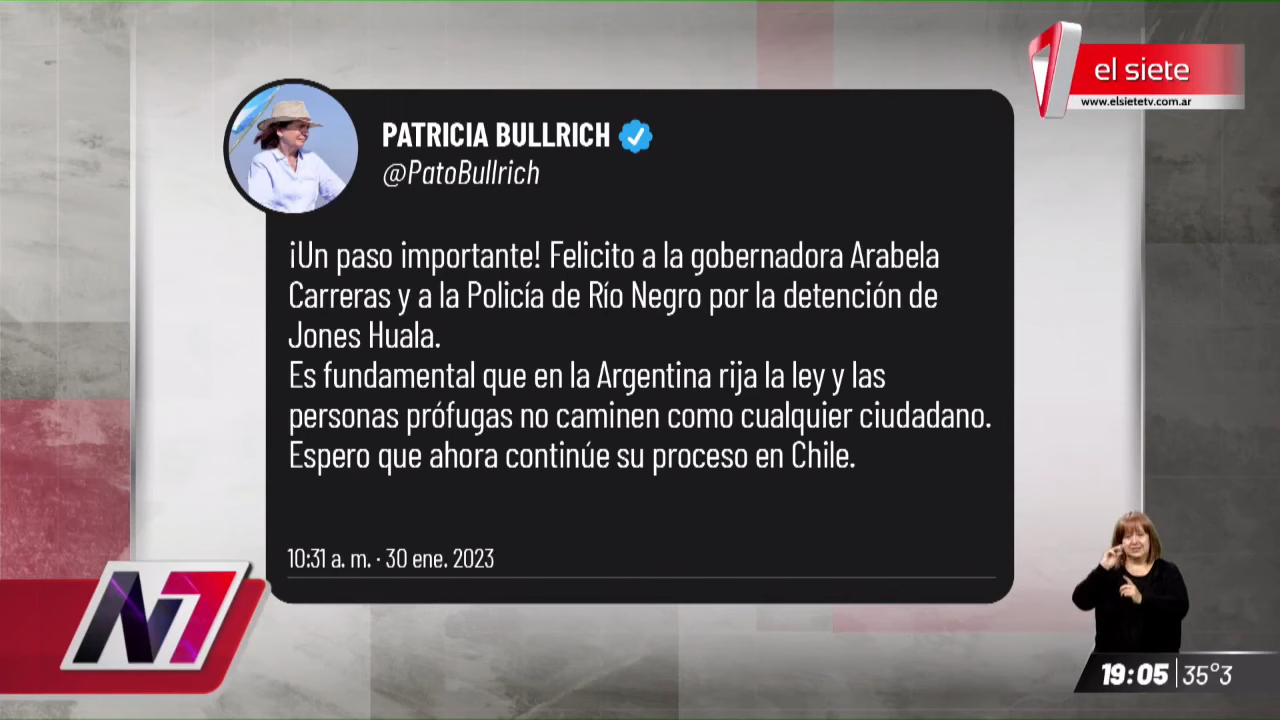 el siete
www.elsietetv.com.ar
PATRICIA BULLRICH
@PatoBullrich
¡Un paso importante! Felicito a la gobernadora Arabela
Carreras y a la Policía de Río Negro por la detención de
Jones Huala.
Es fundamental que en la Argentina rija la ley y las
personas prófugas no caminen como cualquier ciudadano.
Espero que ahora continúe su proceso en Chile.
10:31 a. m. · 30 ene. 2023
N7
19:05 35°3